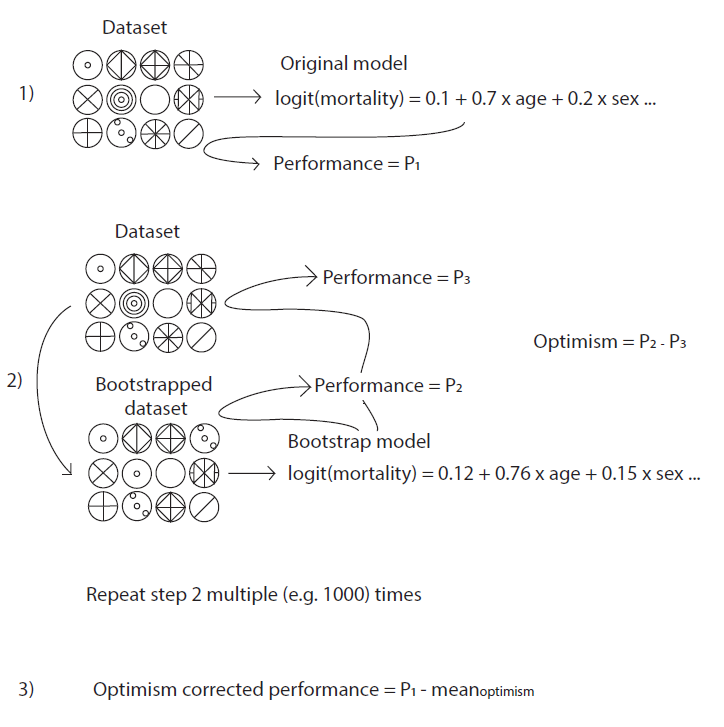 Dataset
1)
Original model
logit(mortality) = 0.1 + 0.7 x age + 0.2 x sex ...
Performance = P1
Dataset
Performance = P3
Optimism = P2 - P3
2)
Bootstrapped
dataset
Performance = P2
Bootstrap model
logit(mortality) = 0.12 + 0.76 x age + 0.15 x sex ...
Repeat step 2 multiple (e.g. 1000) times
3) Optimism corrected performance = P1 - meanoptimism